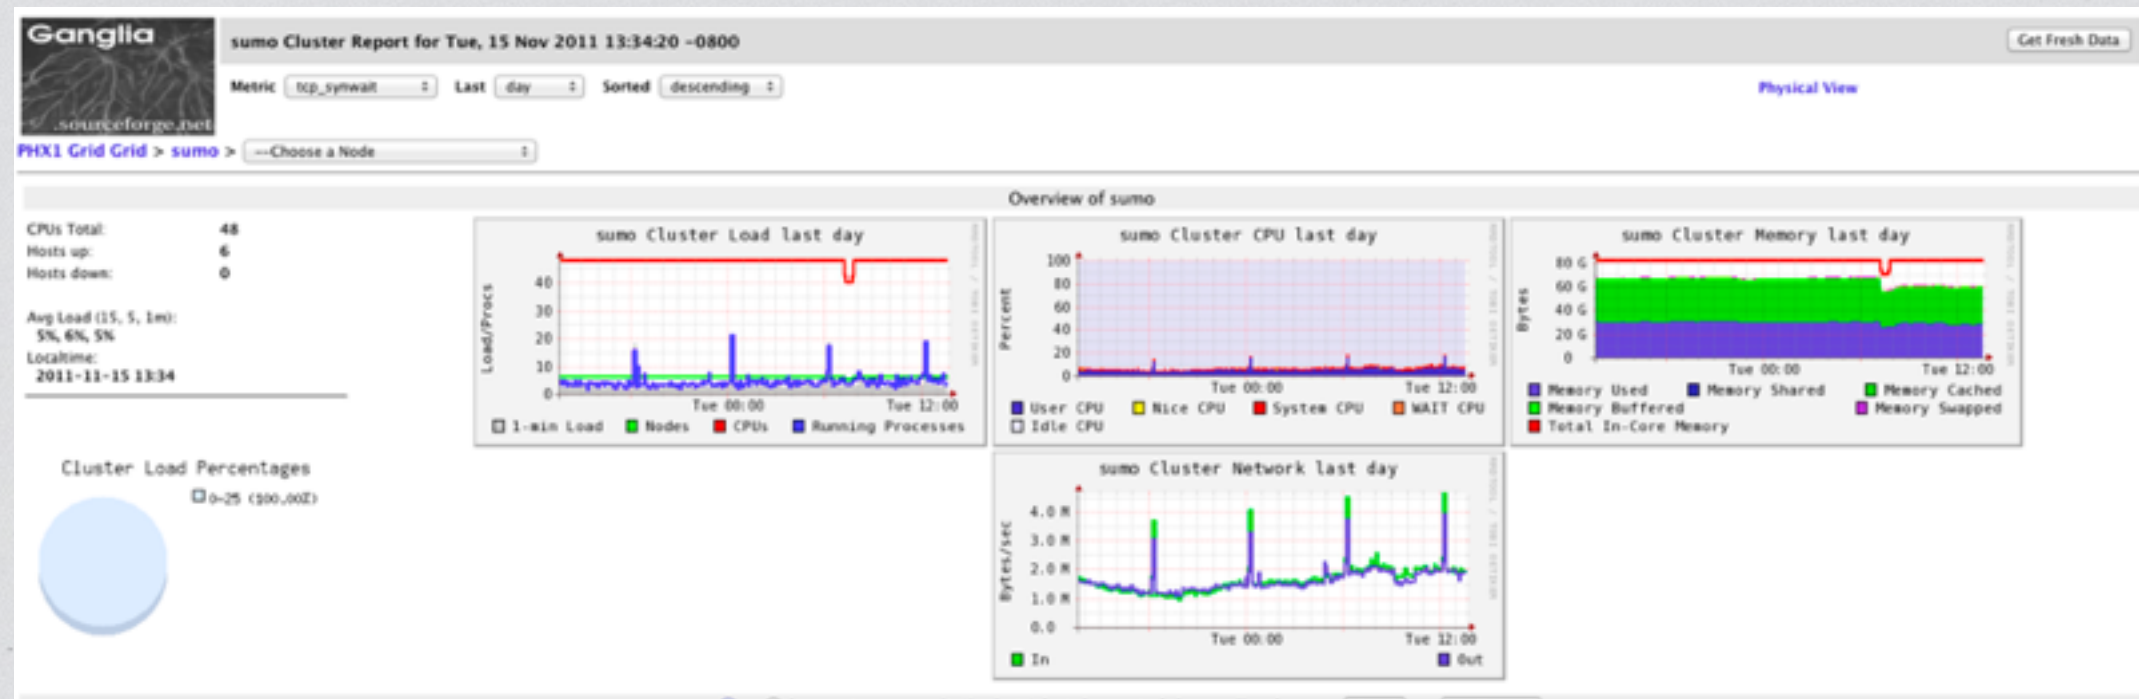 Ganglia
.sourceforge.net
sumo Cluster Report for Tue, 15 Nov 2011 13:34:20 -0800
Get Fresh Data
Metric tcp_synwait Last day Sorted descending
Physical View
PHX1 Grid Grid > sumo > --Choose a Node
Overview of sumo
CPUs Total: 48
Hosts up: 6
Hosts down: 0
Avg Load (15, 5, 1m):
5%, 6%, 5%
Localtime:
2011-11-15 13:34
Cluster Load Percentages
0-25 (100.00%)
sumo Cluster Load last day
Load/Procs
40
30
20
10
0
Tue 00:00 Tue 12:00
1-min Load Nodes CPUs Running Processes
sumo Cluster CPU last day
Percent
100
80
60
40
20
0
Tue 00:00 Tue 12:00
User CPU Nice CPU System CPU WAIT CPU
Idle CPU
sumo Cluster Memory last day
Bytes
80 G
60 G
40 G
20 G
0
Tue 00:00 Tue 12:00
Memory Used Memory Shared Memory Cached
Memory Buffered Memory Swapped
Total In-Core Memory
sumo Cluster Network last day
Bytes/sec
4.0 M
3.0 M
2.0 M
1.0 M
0.0
Tue 00:00 Tue 12:00
In Out